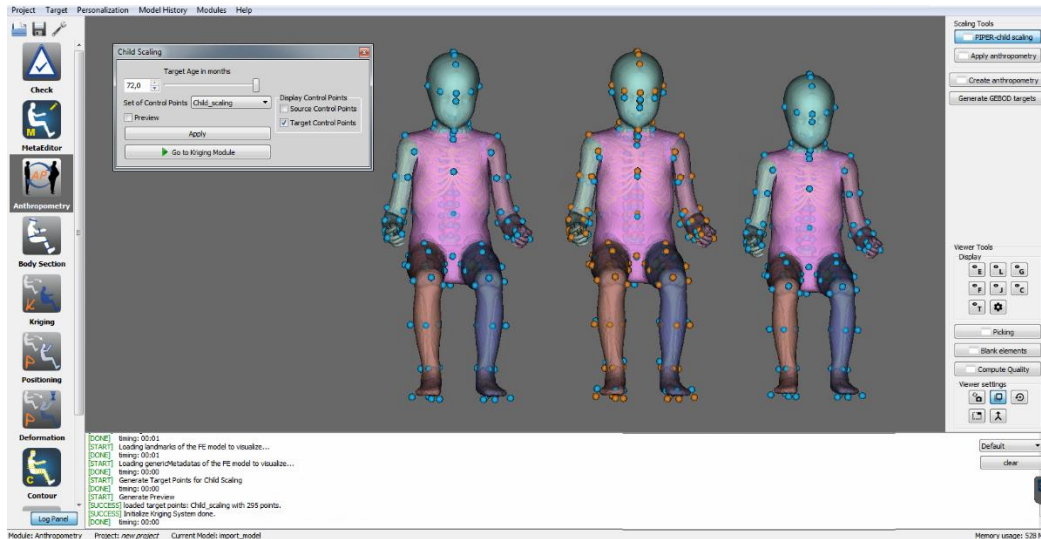 Project Target Personalization Model History Modules Help
Check
MetaEditor
Anthropometry
Body Section
Kriging
Positioning
Deformation
Contour
Log Panel
Child Scaling
Target Age in months
72,0
Set of Control Points Child_scaling
Preview
Display Control Points
Source Control Points
Target Control Points
Apply
Go to Kriging Module
Scaling Tools
PIPER-child scaling
Apply anthropometry
Create anthropometry
Generate GEBOD targets
Viewer Tools
Display
E L G
F J C
T
Picking
Blank elements
Compute Quality
Viewer settings
[DONE] timing: 00:01
[START] Loading landmarks of the FE model to visualize...
[DONE] timing: 00:01
[START] Loading genericMetadatas of the FE model to visualize...
[DONE] timing: 00:00
[START] Generate Target Points for Child Scaling
[DONE] timing: 00:00
[START] Generate Preview
[SUCCESS] loaded target points: Child_scaling with 295 points.
[SUCCESS] Initialize Kriging System done.
[DONE] timing: 00:00
Default
clear
Module: Anthropometry Project: new project Current Model: import_model
Memory usage: 528 M